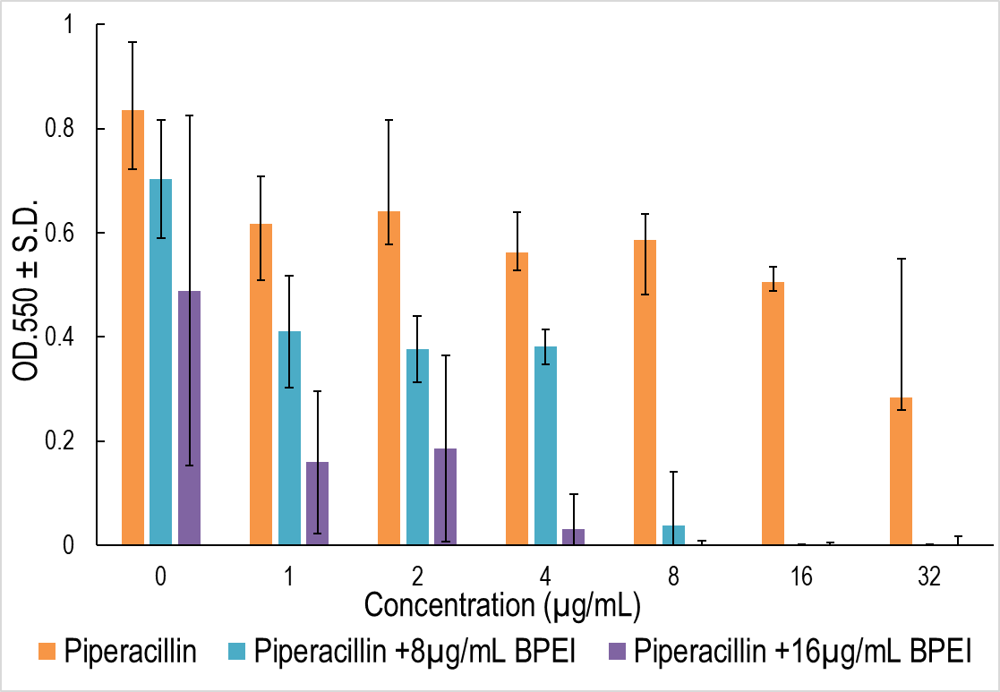 OD.550 ± S.D.
1
0.8
0.6
0.4
0.2
0
0 1 2 4 8 16 32
Concentration (µg/mL)
Piperacillin Piperacillin +8µg/mL BPEI Piperacillin +16µg/mL BPEI